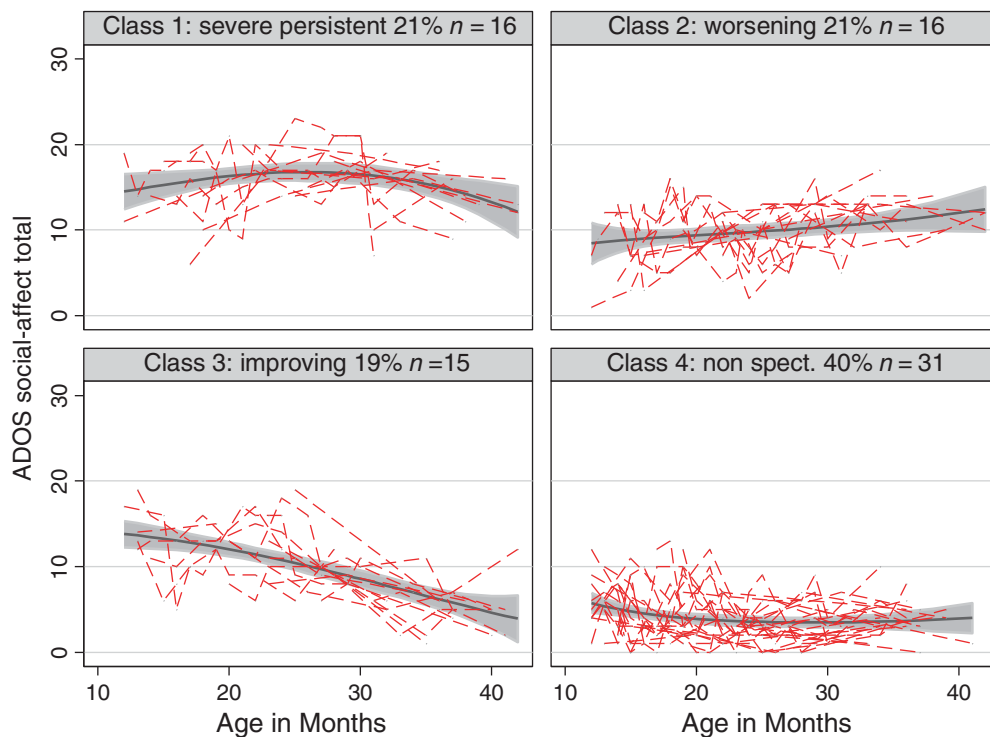 Class 1: severe persistent 21% n = 16
Class 2: worsening 21% n = 16
30
20
10
0
Class 3: improving 19% n = 15
Class 4: non spect. 40% n = 31
30
20
10
0
ADOS social-affect total
10 20 30 40
10 20 30 40
Age in Months
Age in Months